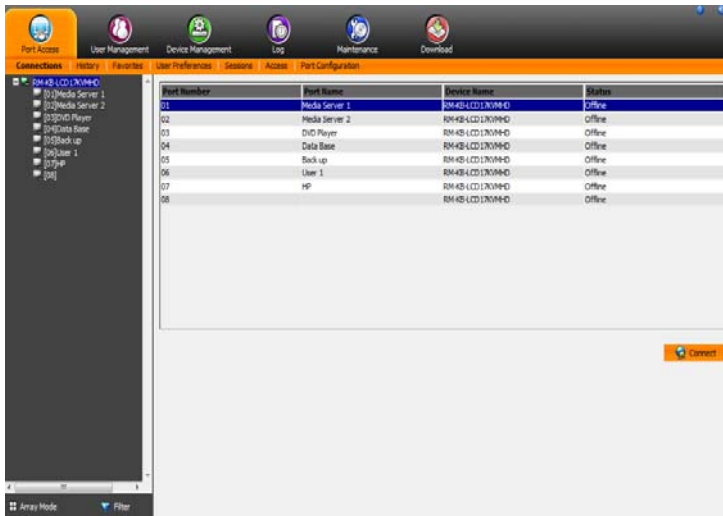 Port Access User Management Device Management Log Maintenance Download
Connections History Favorites User Preferences Sessions Access Port Configuration
RM-KB-LCD17KVMHD
[01]Media Server 1
[02]Media Server 2
[03]DVD Player
[04]Data Base
[05]Back up
[06]User 1
[07]HP
[08]
Port Number Port Name Device Name Status
01 Media Server 1 RM-KB-LCD17KVMHD Offline
02 Media Server 2 RM-KB-LCD17KVMHD Offline
03 DVD Player RM-KB-LCD17KVMHD Offline
04 Data Base RM-KB-LCD17KVMHD Offline
05 Back up RM-KB-LCD17KVMHD Offline
06 User 1 RM-KB-LCD17KVMHD Offline
07 HP RM-KB-LCD17KVMHD Offline
08 RM-KB-LCD17KVMHD Offline
Connect
Array Mode Filter